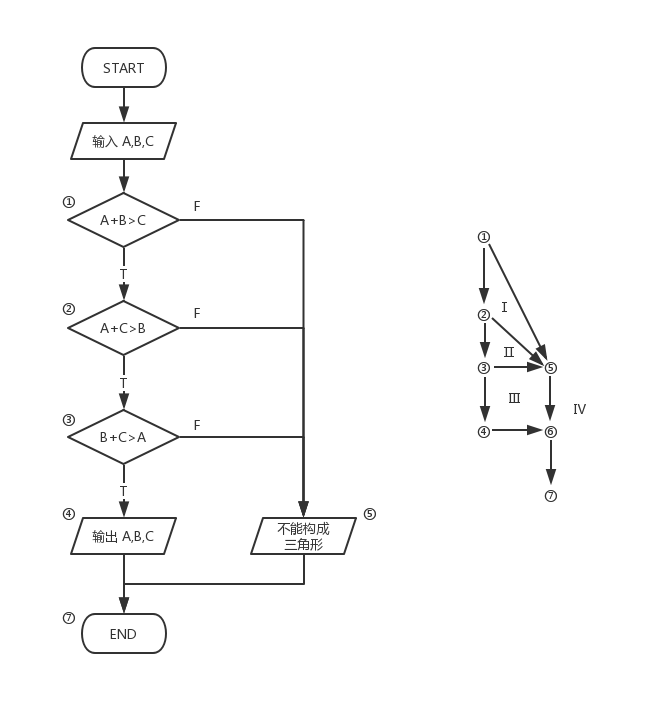 START
输入 A,B,C
①
A+B>C
F
T
②
A+C>B
F
T
③
B+C>A
F
T
④
输出 A,B,C
不能构成
三角形
⑤
⑦
END
①
②
Ⅰ
Ⅱ
③
⑤
Ⅲ
Ⅳ
④
⑥
⑦